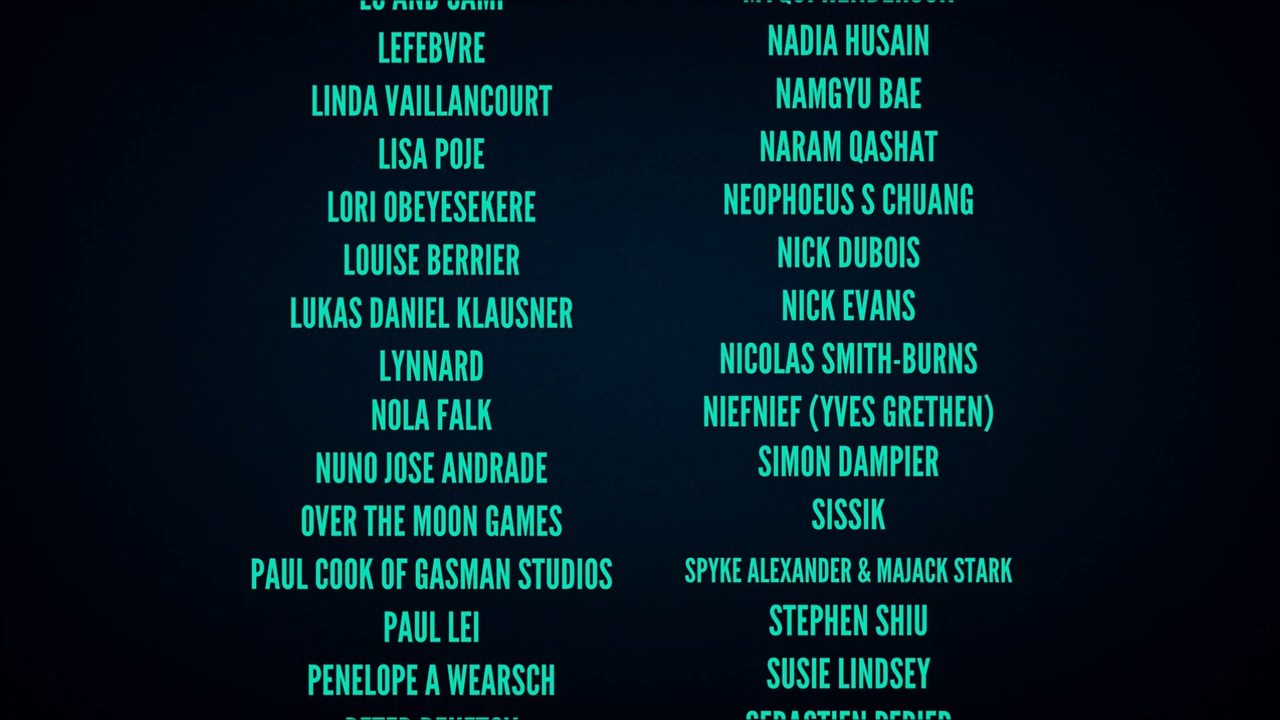 LEFEBVRE
LINDA VAILLANCOURT
LISA POJE
LORI OBEYESEKERE
LOUISE BERRIER
LUKAS DANIEL KLAUSNER
LYNNARD
NOLA FALK
NUNO JOSE ANDRADE
OVER THE MOON GAMES
PAUL COOK OF GASMAN STUDIOS
PAUL LEI
PENELOPE A WEARSCH
NADIA HUSAIN
NAMGYU BAE
NARAM QASHAT
NEOPHOEUS S CHUANG
NICK DUBOIS
NICK EVANS
NICOLAS SMITH-BURNS
NIEFNIEF (YVES GRETHEN)
SIMON DAMPIER
SISSIK
SPYKE ALEXANDER & MAJACK STARK
STEPHEN SHIU
SUSIE LINDSEY